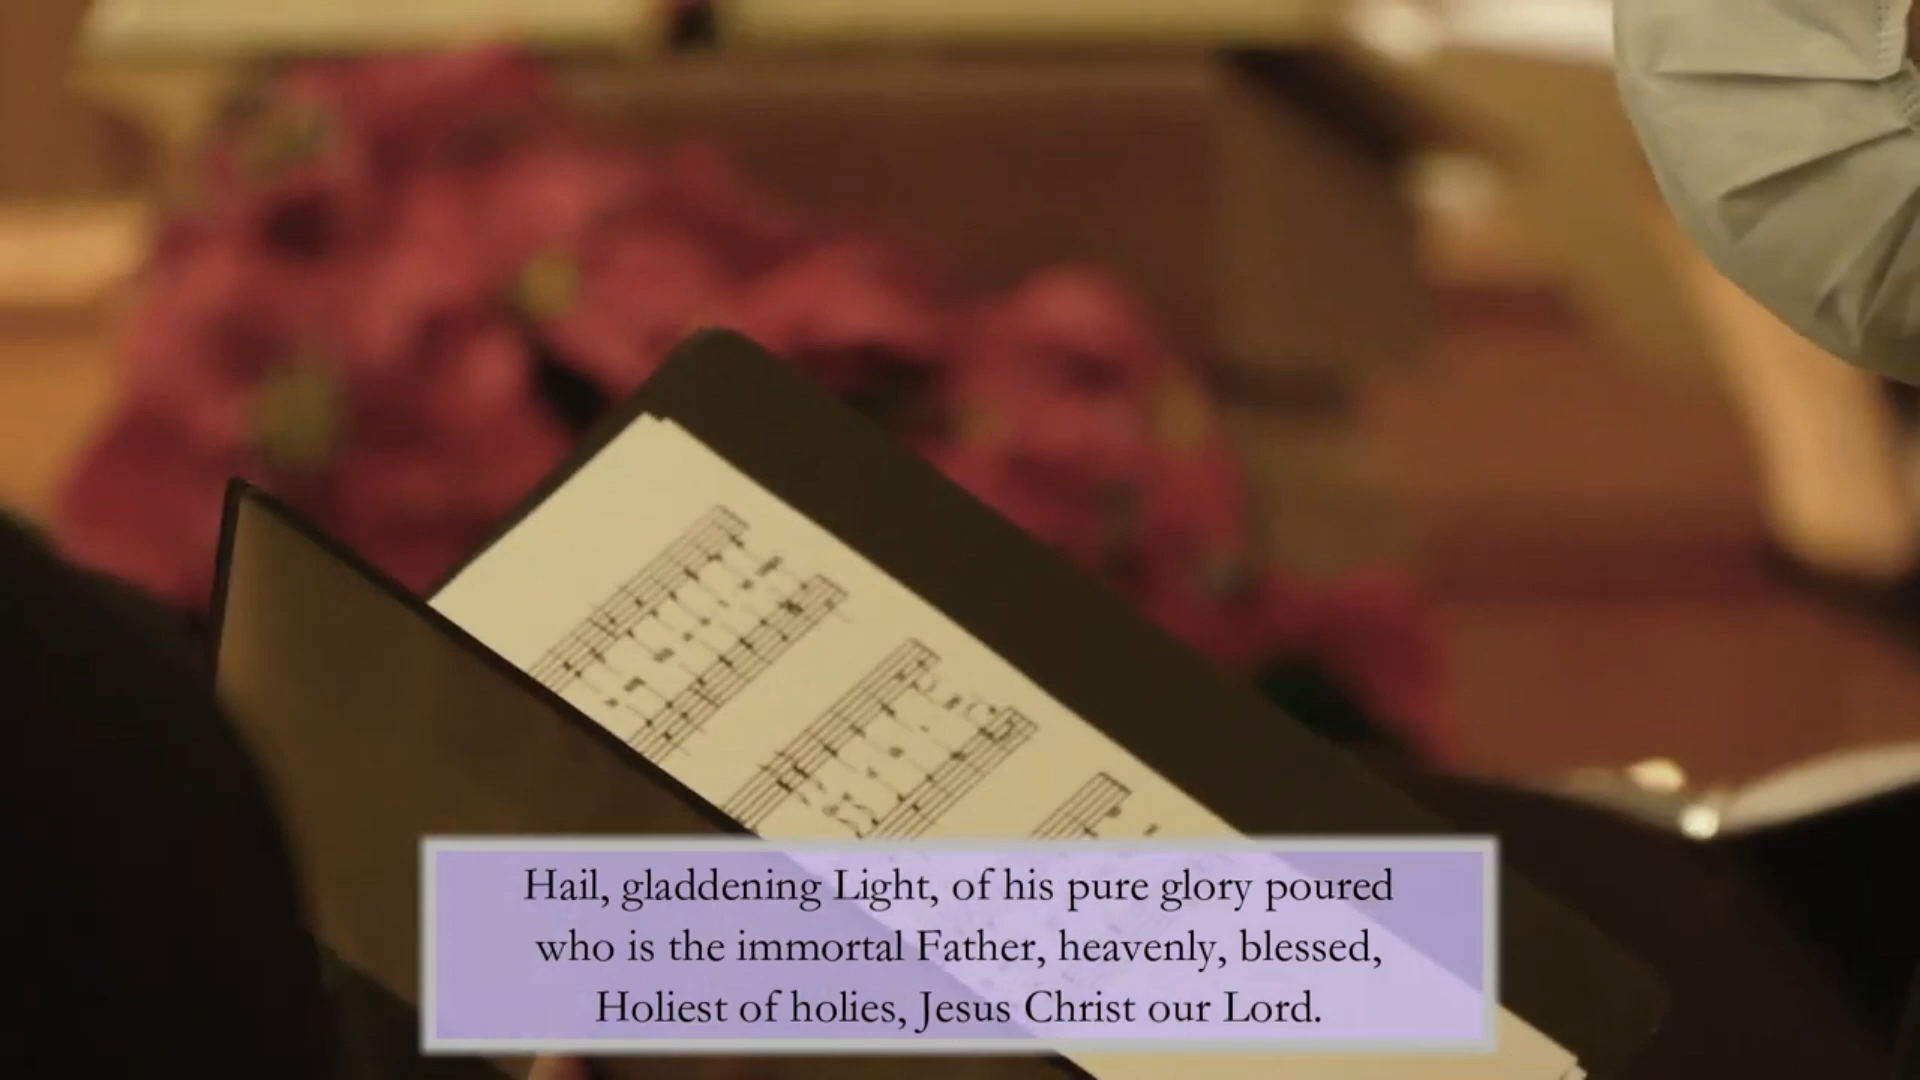 Hail, gladdening Light, of his pure glory poured
who is the immortal Father, heavenly, blessed,
Holiest of holies, Jesus Christ our Lord.